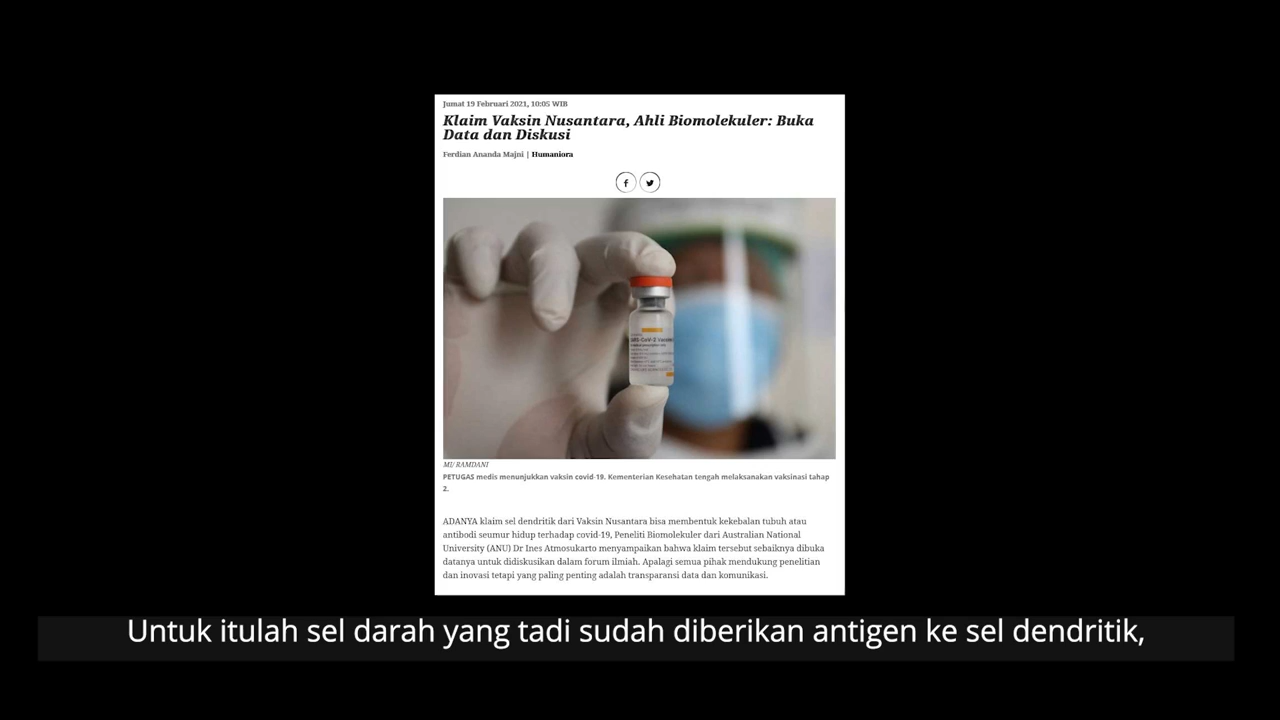 Jumat 19 Februari 2021, 10:05 WIB
Klaim Vaksin Nusantara, Ahli Biomolekuler: Buka
Data dan Diskusi
Ferdian Ananda Majni | Humaniora
MI/ RAMDANI
PETUGAS medis menunjukkan vaksin covid-19. Kementerian Kesehatan tengah melaksanakan vaksinasi tahap
2.
ADANYA klaim sel dendritik dari Vaksin Nusantara bisa membentuk kekebalan tubuh atau
antibodi seumur hidup terhadap covid-19, Peneliti Biomolekuler dari Australian National
University (ANU) Dr Ines Atmosukarto menyampaikan bahwa klaim tersebut sebaiknya dibuka
datanya untuk didiskusikan dalam forum ilmiah. Apalagi semua pihak mendukung penelitian
dan inovasi tetapi yang paling penting adalah transparansi data dan komunikasi.
Untuk itulah sel darah yang tadi sudah diberikan antigen ke sel dendritik,